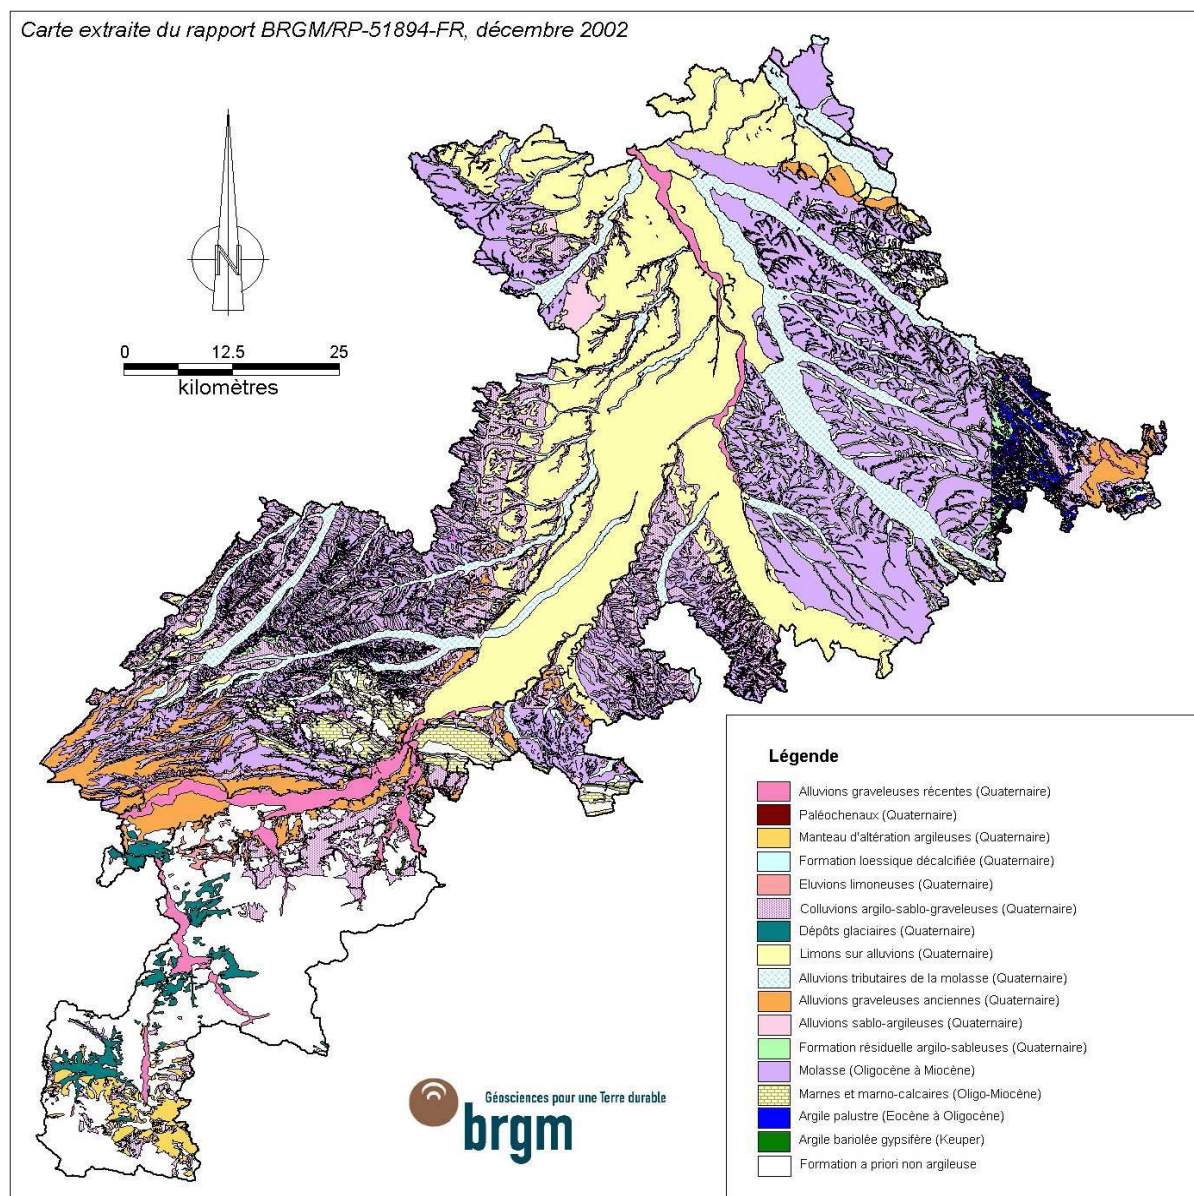 Carte extraite du rapport BRGM/RP-51894-FR, décembre 2002
N
0 12.5 25
kilomètres
Légende
Alluvions graveleuses récentes (Quaternaire)
Paléochenaux (Quaternaire)
Manteau d'altération argileuses (Quaternaire)
Formation loessique décalcifiée (Quaternaire)
Eluvions limoneuses (Quaternaire)
Colluvions argilo-sablo-graveleuses (Quaternaire)
Dépôts glaciaires (Quaternaire)
Limons sur alluvions (Quaternaire)
Alluvions tributaires de la molasse (Quaternaire)
Alluvions graveleuses anciennes (Quaternaire)
Alluvions sablo-argileuses (Quaternaire)
Formation résiduelle argilo-sableuses (Quaternaire)
Molasse (Oligocène à Miocène)
Marnes et marno-calcaires (Oligo-Miocène)
Argile palustre (Eocène à Oligocène)
Argile bariolée gypsifère (Keuper)
Formation a priori non argileuse
Géosciences pour une Terre durable
brgm